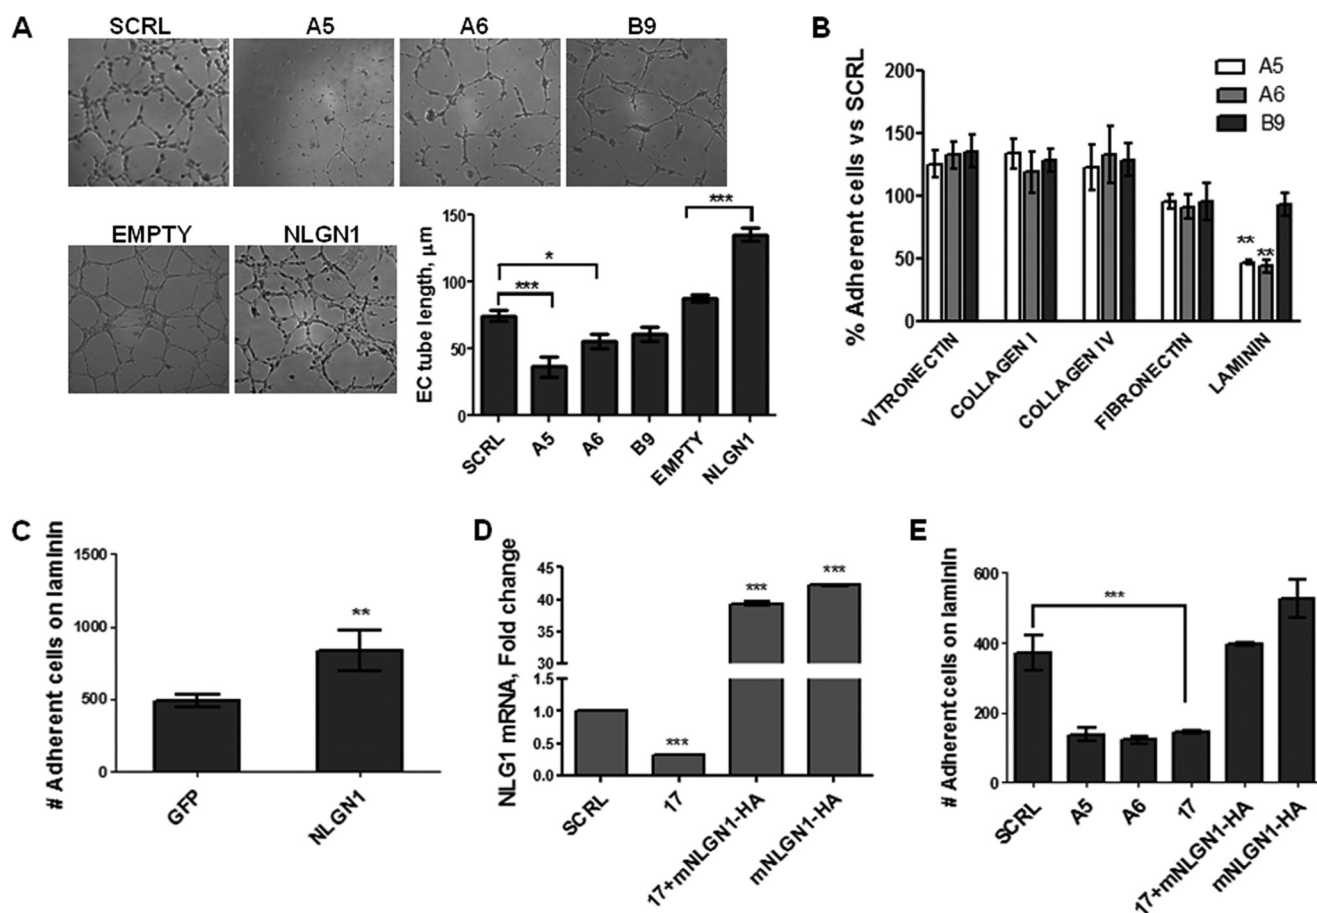 A
SCRL A5 A6 B9
EMPTY NLGN1
EC tube length, µm
150
100
50
0
***
*
***
SCRL A5 A6 B9 EMPTY NLGN1
B
% Adherent cells vs SCRL
200
150
100
50
0
A5
A6
B9
** **
VITRONECTIN COLLAGEN I COLLAGEN IV FIBRONECTIN LAMININ
C
# Adherent cells on laminin
1500
1000
500
0
**
GFP NLGN1
D
NLG1 mRNA, Fold change
45
40
35
30
1.5
1.0
0.5
0.0
*** *** ***
SCRL 17 17+mNLGN1-HA mNLGN1-HA
E
# Adherent cells on laminin
600
400
200
0
***
SCRL A5 A6 17 17+mNLGN1-HA mNLGN1-HA